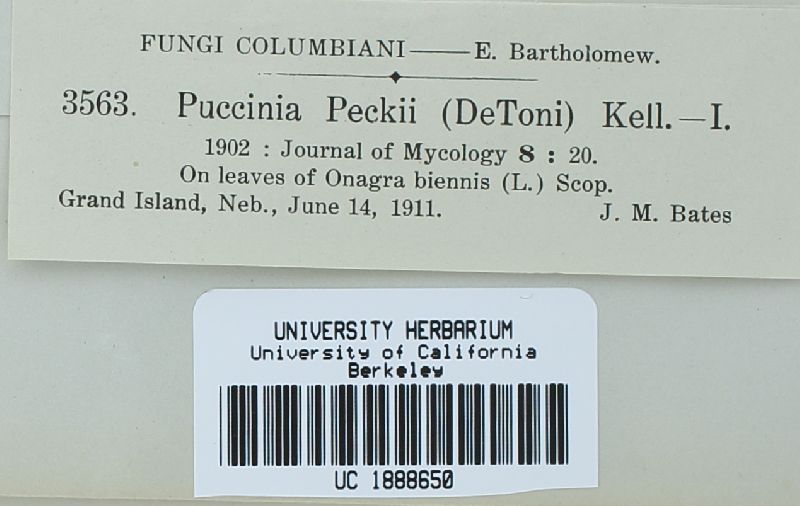 FUNGI COLUMBIANI——E. Bartholomew.
3563. Puccinia Peckii (DeToni) Kell.—I.
1902 : Journal of Mycology 8 : 20.
On leaves of Onagra biennis (L.) Scop.
Grand Island, Neb., June 14, 1911. J. M. Bates
UNIVERSITY HERBARIUM
University of California
Berkeley
UC 1888650